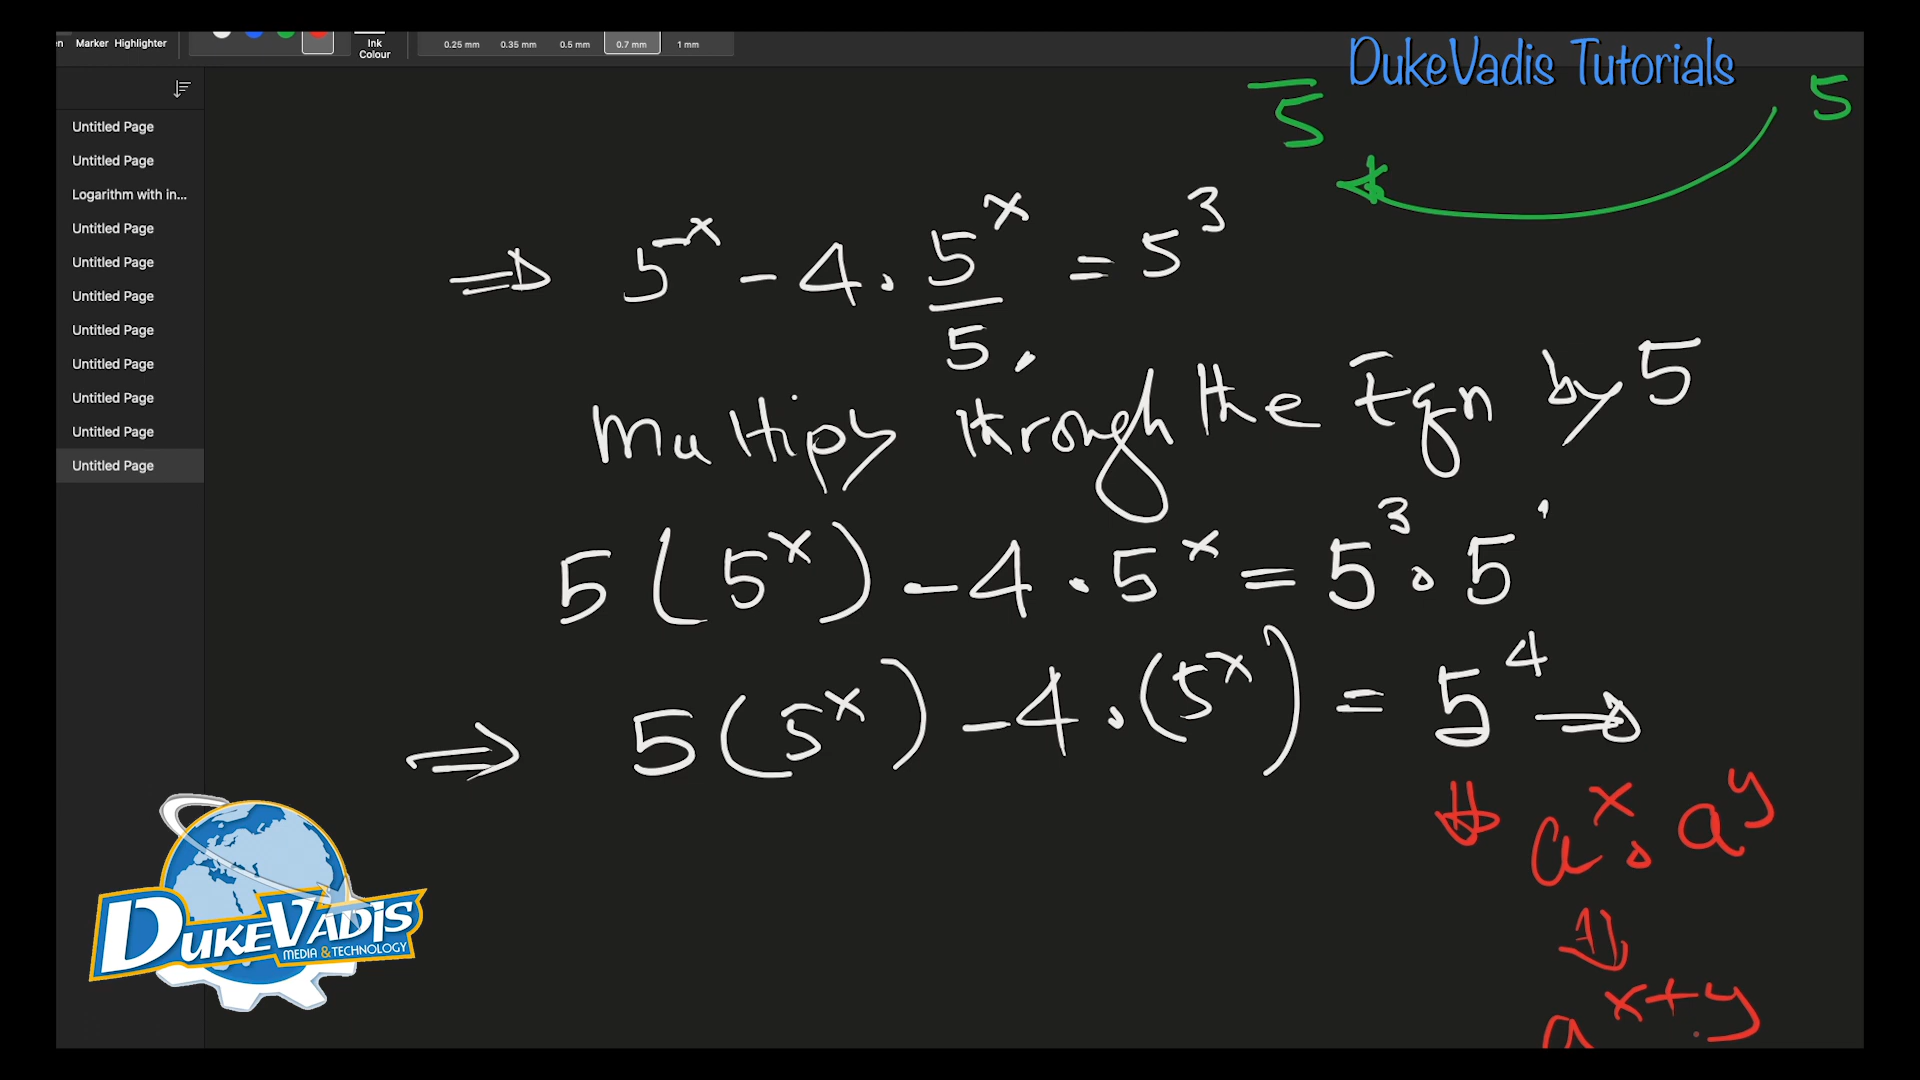 en Marker Highlighter
Ink Colour
0.25 mm 0.35 mm 0.5 mm 0.7 mm 1 mm
DukeVadis Tutorials
5 5
Untitled Page
Untitled Page
Logarithm with in...
Untitled Page
Untitled Page
Untitled Page
Untitled Page
Untitled Page
Untitled Page
Untitled Page
Untitled Page
⇒ 5^x - 4 . 5^x/5 = 5^3
Multiply through the Eqn by 5
5(5^x) - 4 . 5^x = 5^3 . 5^1
⇒ 5(5^x) - 4 . (5^x) = 5^4 ⇒
⇓ a^x . a^y
⇓
a^x+y
DUKEVADIS
MEDIA & TECHNOLOGY